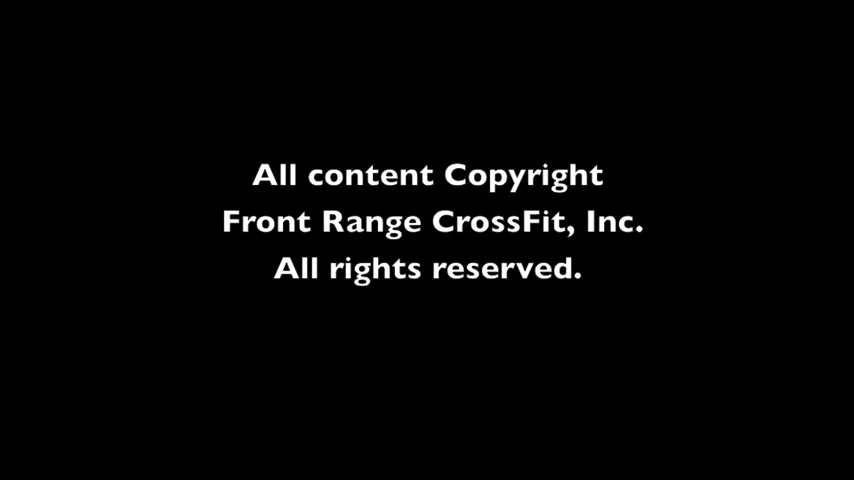 All content Copyright
Front Range CrossFit, Inc.
All rights reserved.